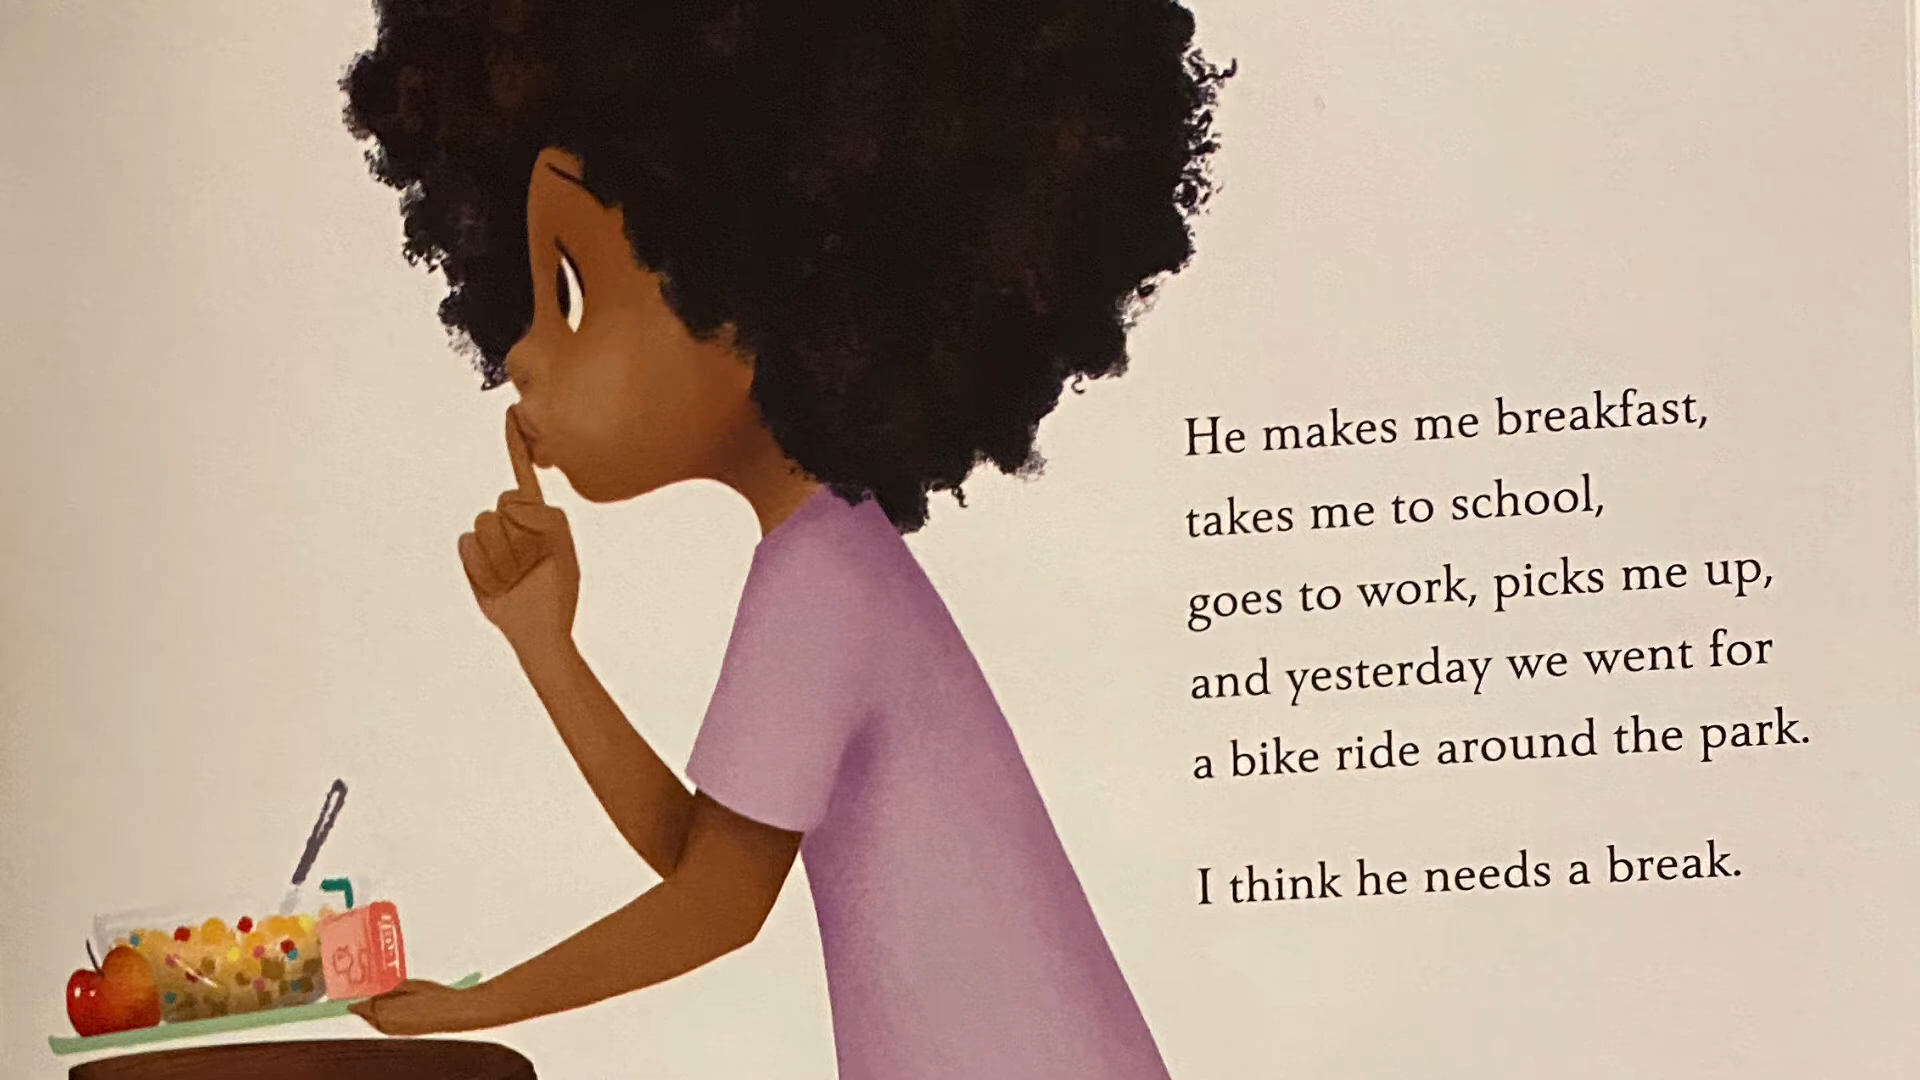 He makes me breakfast,
takes me to school,
goes to work, picks me up,
and yesterday we went for
a bike ride around the park.
I think he needs a break.